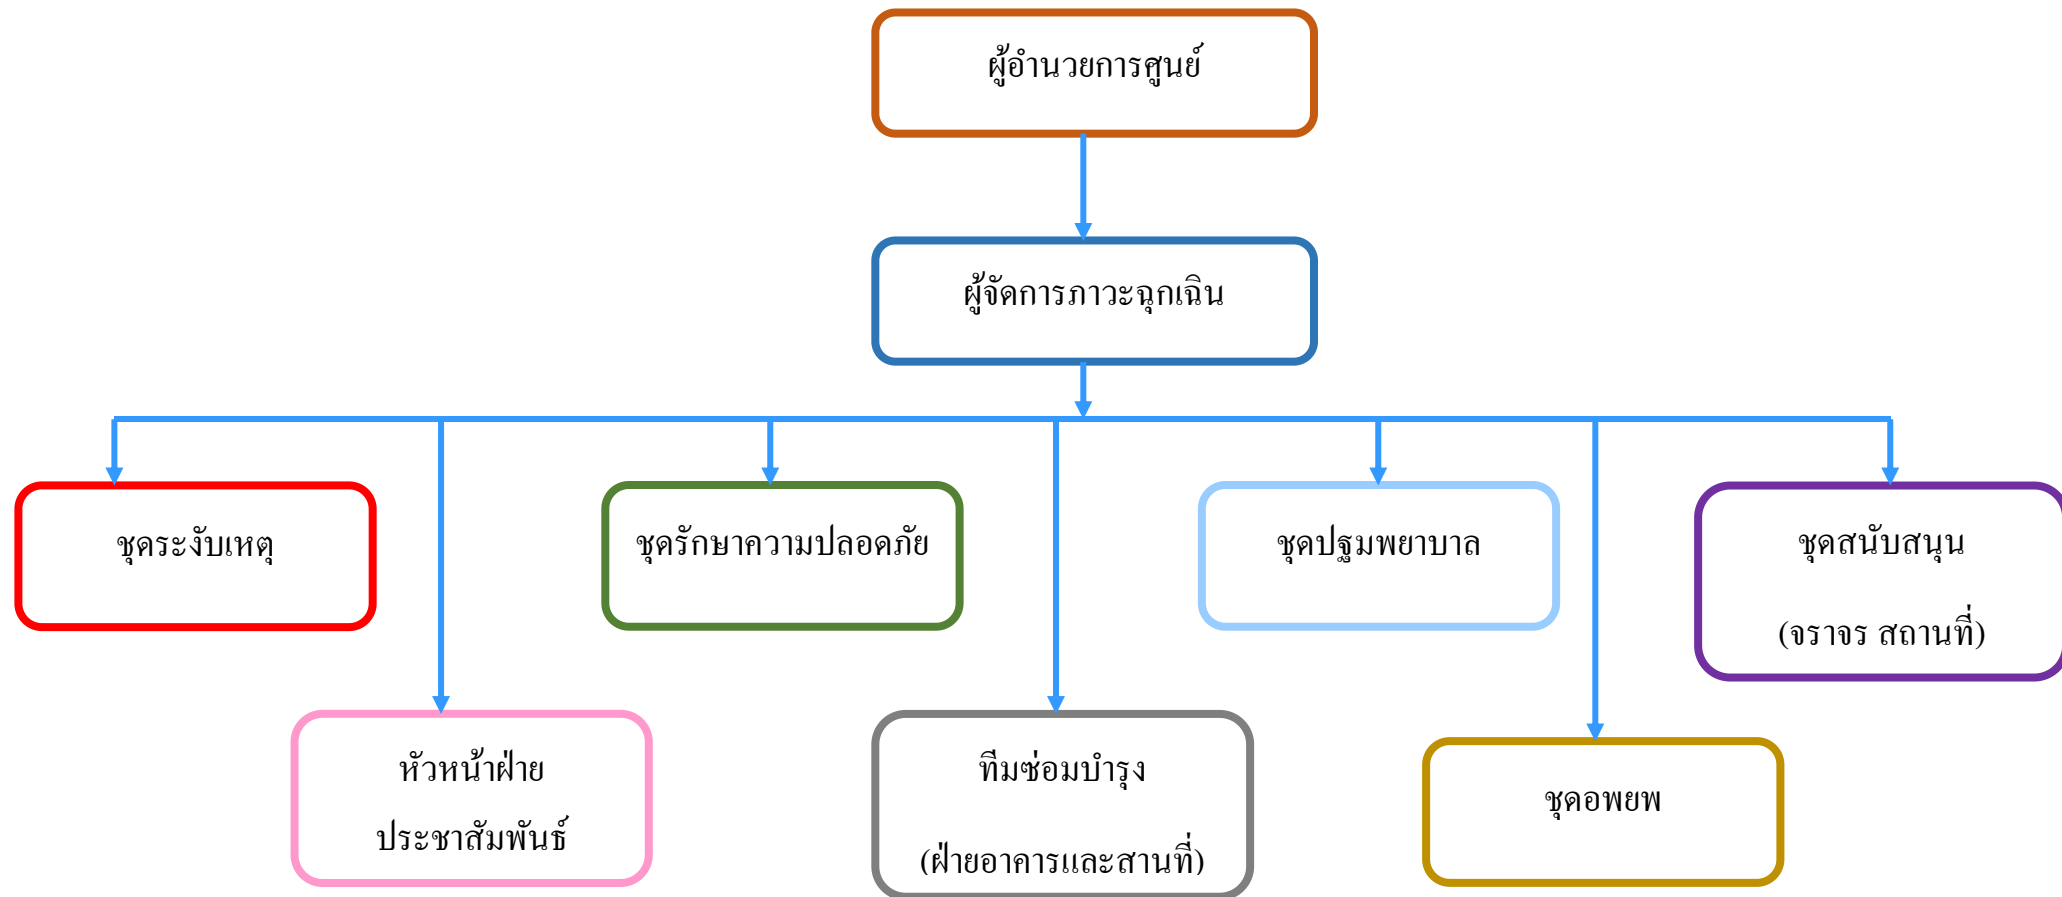 ผู้อำนวยการศูนย์
ผู้จัดการภาวะฉุกเฉิน
ชุดระงับเหตุ
ชุดรักษาความปลอดภัย
ชุดปฐมพยาบาล
ชุดสนับสนุน
(จราจร สถานที่)
หัวหน้าฝ่าย
ประชาสัมพันธ์
ทีมซ่อมบำรุง
(ฝ่ายอาคารและสานที่)
ชุดอพยพ